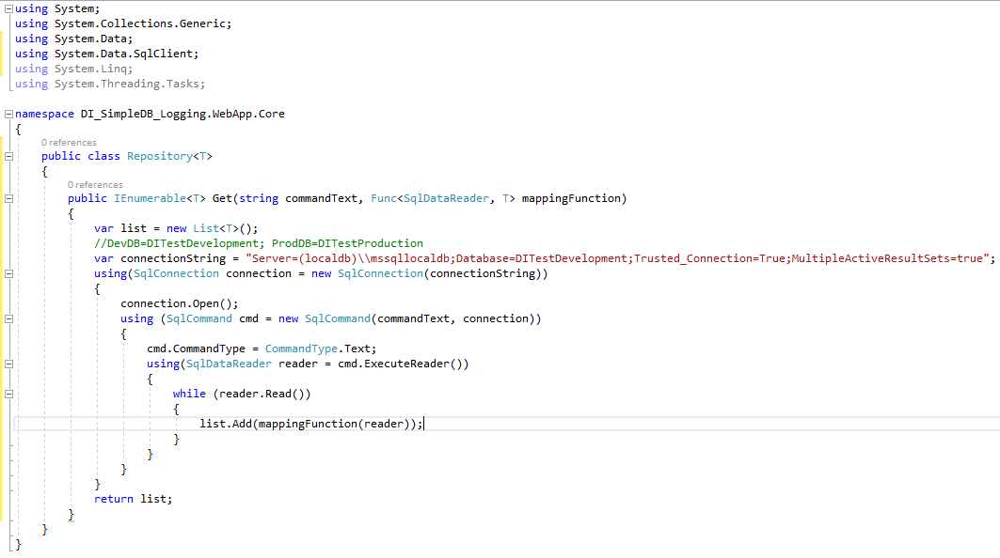 using System;
using System.Collections.Generic;
using System.Data;
using System.Data.SqlClient;
using System.Linq;
using System.Threading.Tasks;
namespace DI_SimpleDB_Logging.WebApp.Core
{
0 references
public class Repository<T>
{
0 references
public IEnumerable<T> Get(string commandText, Func<SqlDataReader, T> mappingFunction)
{
var list = new List<T>();
//DevDB=DITestDevelopment; ProdDB=DITestProduction
var connectionString = "Server=(localdb)\\mssqllocaldb;Database=DITestDevelopment;Trusted_Connection=True;MultipleActiveResultSets=true";
using(SqlConnection connection = new SqlConnection(connectionString))
{
connection.Open();
using (SqlCommand cmd = new SqlCommand(commandText, connection))
{
cmd.CommandType = CommandType.Text;
using(SqlDataReader reader = cmd.ExecuteReader())
{
while (reader.Read())
{
list.Add(mappingFunction(reader));
}
}
}
}
return list;
}
}
}